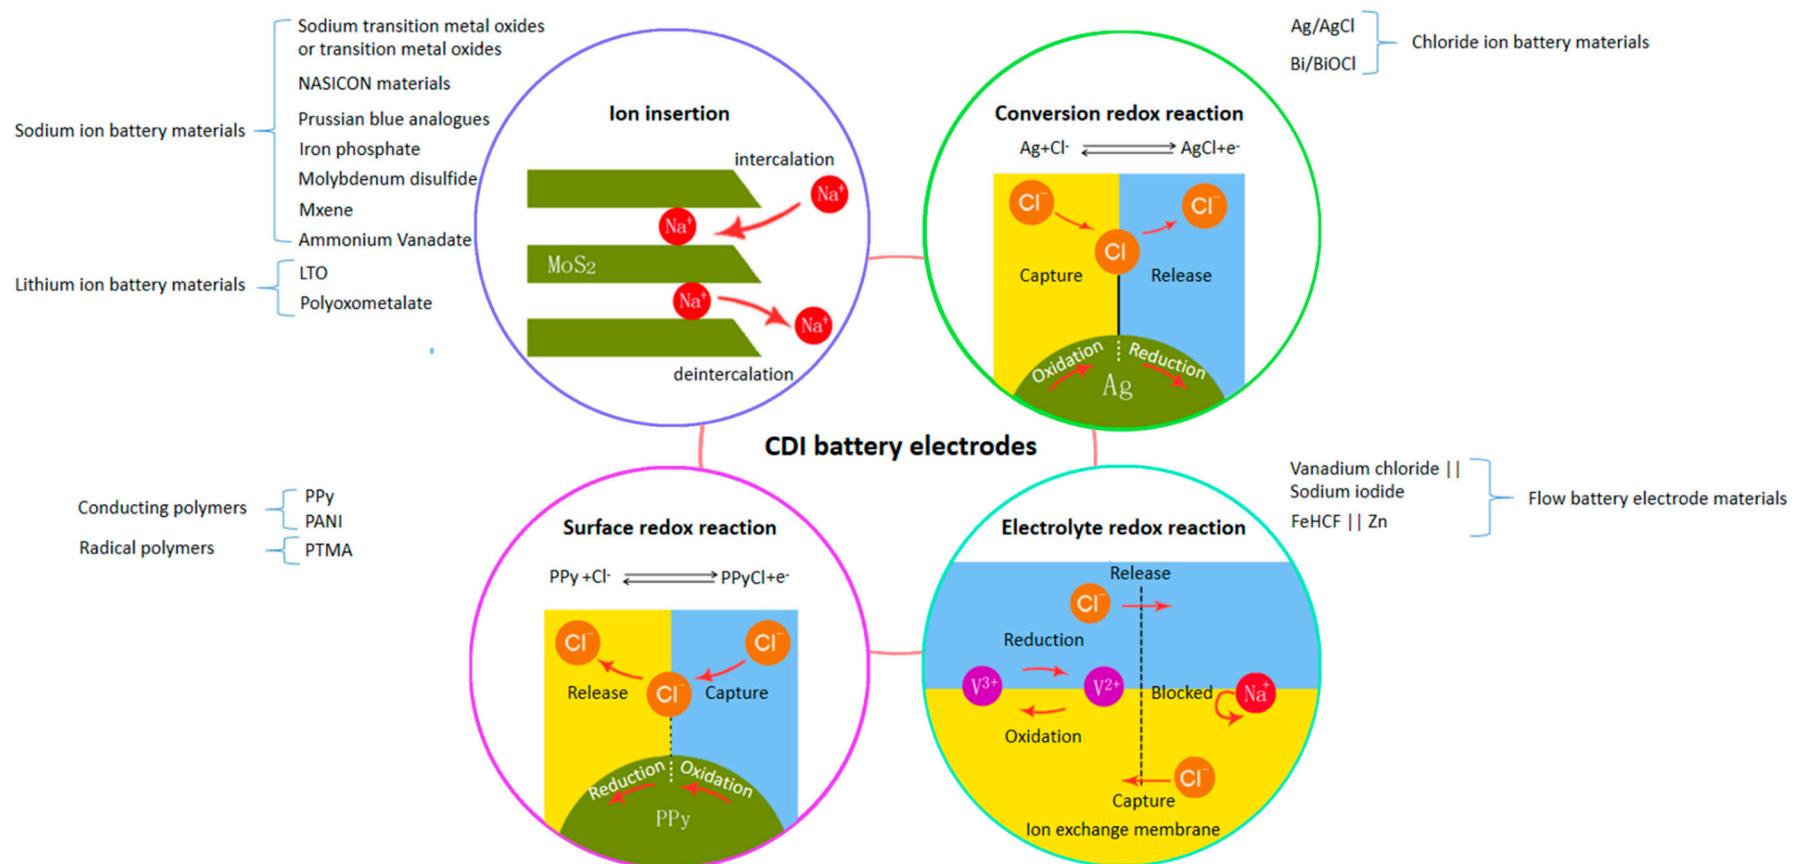 Sodium ion battery materials
Sodium transition metal oxides
or transition metal oxides
NASICON materials
Prussian blue analogues
Iron phosphate
Molybdenum disulfide
Mxene
Ammonium Vanadate
Lithium ion battery materials
LTO
Polyoxometalate
Ion insertion
intercalation
Na⁺
Na⁺
MoS₂
Na⁺
Na⁺
deintercalation
Ag/AgCl
Bi/BiOCl
Chloride ion battery materials
Conversion redox reaction
Ag+Cl⁻ AgCl+e⁻
Cl⁻
Cl⁻
Cl
Capture
Release
Oxidation
Reduction
Ag
CDI battery electrodes
Conducting polymers
PPy
PANI
Radical polymers
PTMA
Surface redox reaction
PPy +Cl⁻ PPyCl+e⁻
Cl⁻
Cl⁻
Release
Cl⁻
Capture
Reduction
Oxidation
PPy
Vanadium chloride ||
Sodium iodide
FeHCF || Zn
Flow battery electrode materials
Electrolyte redox reaction
Release
Cl⁻
Reduction
V³⁺
V²⁺
Blocked
Na⁺
Oxidation
Cl⁻
Capture
Ion exchange membrane